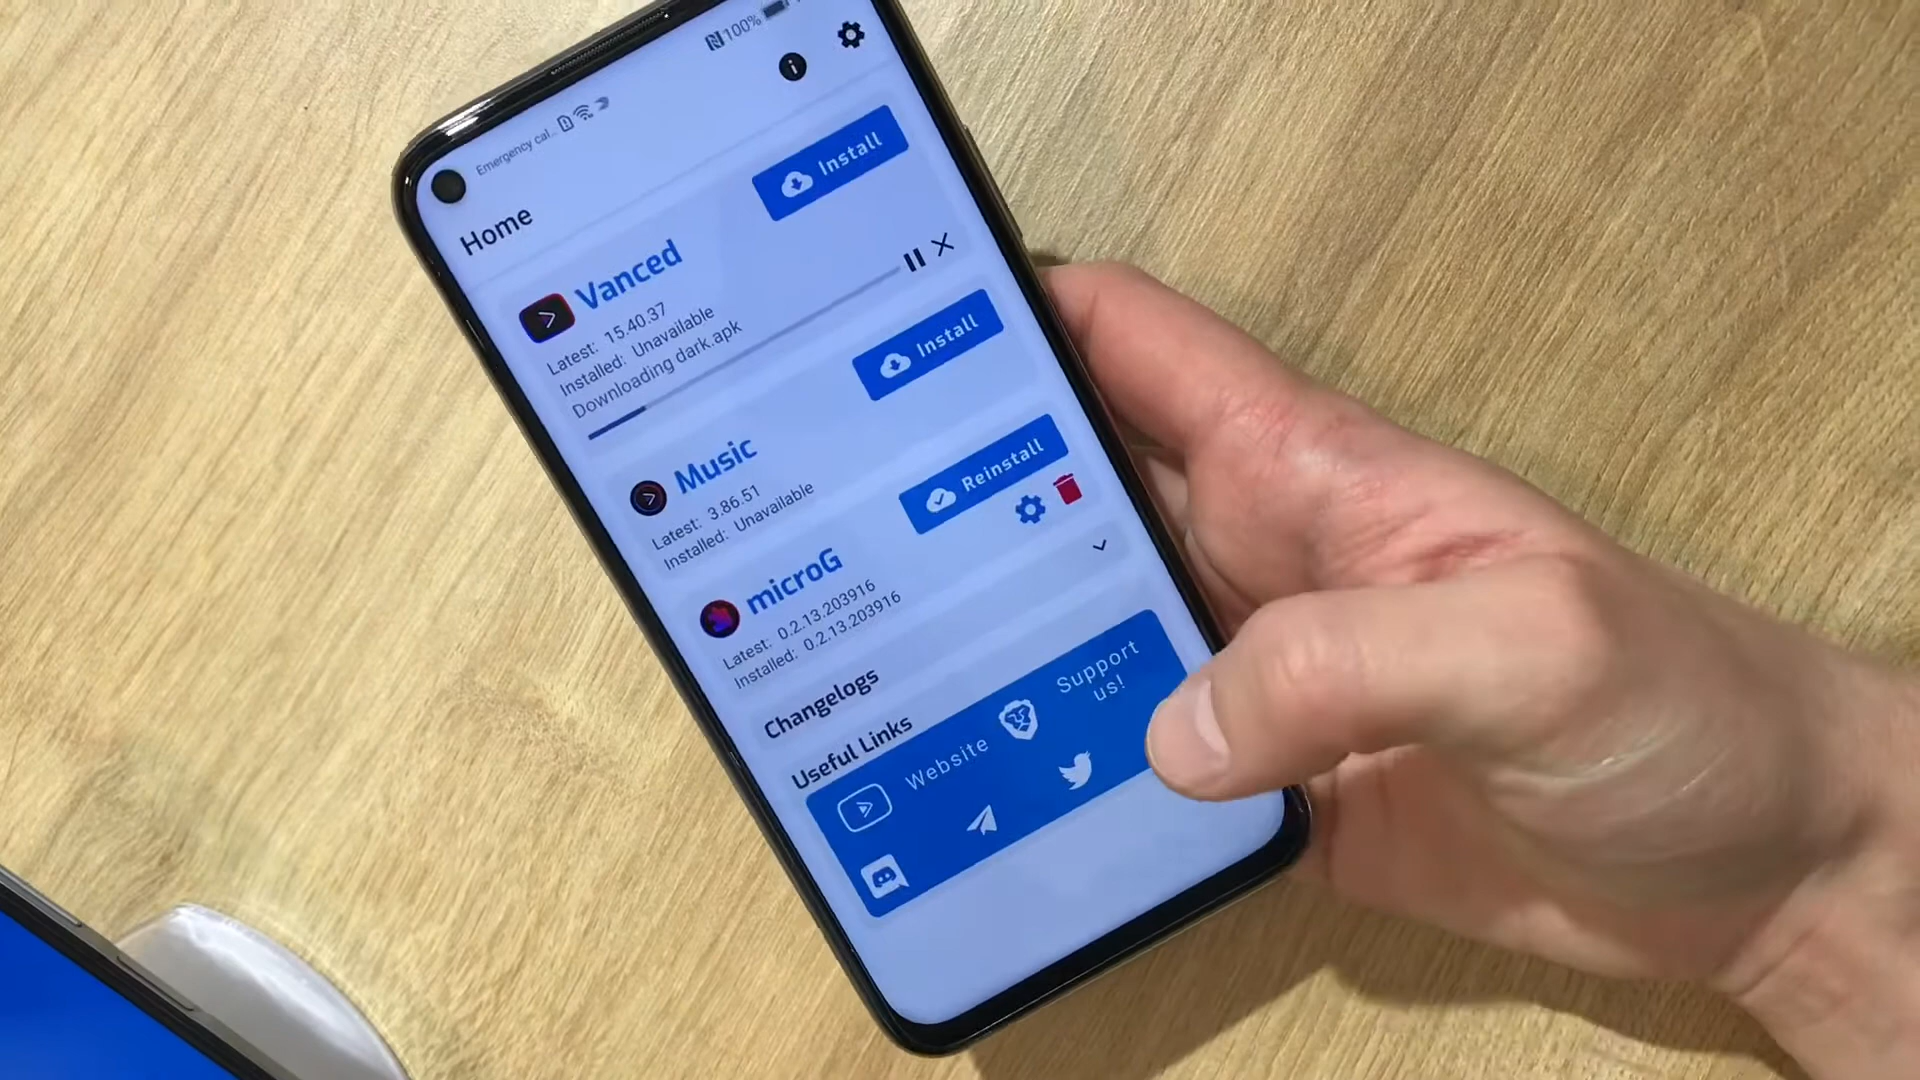 Emergency cal...
100%
Home
Vanced
Install
Latest: 15.40.37
Installed: Unavailable
Downloading dark.apk
Music
Install
Latest: 3.86.51
Installed: Unavailable
microG
Reinstall
Latest: 0.2.13.203916
Installed: 0.2.13.203916
Changelogs
Useful Links
Website
Support
us!